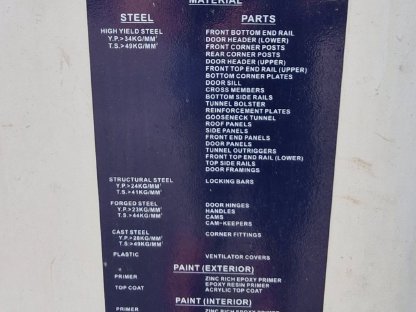 MATERIAL
STEEL PARTS
HIGH YIELD STEEL FRONT BOTTOM END RAIL
Y.P.>34KG/MM² DOOR HEADER (LOWER)
T.S.>49KG/MM² FRONT CORNER POSTS
REAR CORNER POSTS
DOOR HEADER (UPPER)
FRONT TOP END RAIL (UPPER)
BOTTOM CORNER PLATES
DOOR SILL
CROSS MEMBERS
BOTTOM SIDE RAILS
TUNNEL BOLSTER
REINFORCEMENT PLATES
GOOSENECK TUNNEL
ROOF PANELS
SIDE PANELS
FRONT END PANELS
DOOR PANELS
TUNNEL OUTRIGGERS
FRONT TOP END RAIL (LOWER)
TOP SIDE RAILS
DOOR FRAMINGS
STRUCTURAL STEEL LOCKING BARS
Y.P.>24KG/MM²
T.S.>41KG/MM²
FORGED STEEL DOOR HINGES
Y.P.>23KG/MM² HANDLES
T.S.>44KG/MM² CAMS
CAM-KEEPERS
CAST STEEL CORNER FITTINGS
Y.P.>28KG/MM²
T.S.>49KG/MM²
PLASTIC VENTILATOR COVERS
PAINT (EXTERIOR)
PRIMER ZINC RICH EPOXY PRIMER
EPOXY RESIN PRIMER
TOP COAT ACRYLIC TOP COAT
PAINT (INTERIOR)
PRIMER ZINC RICH EPOXY PRIMER